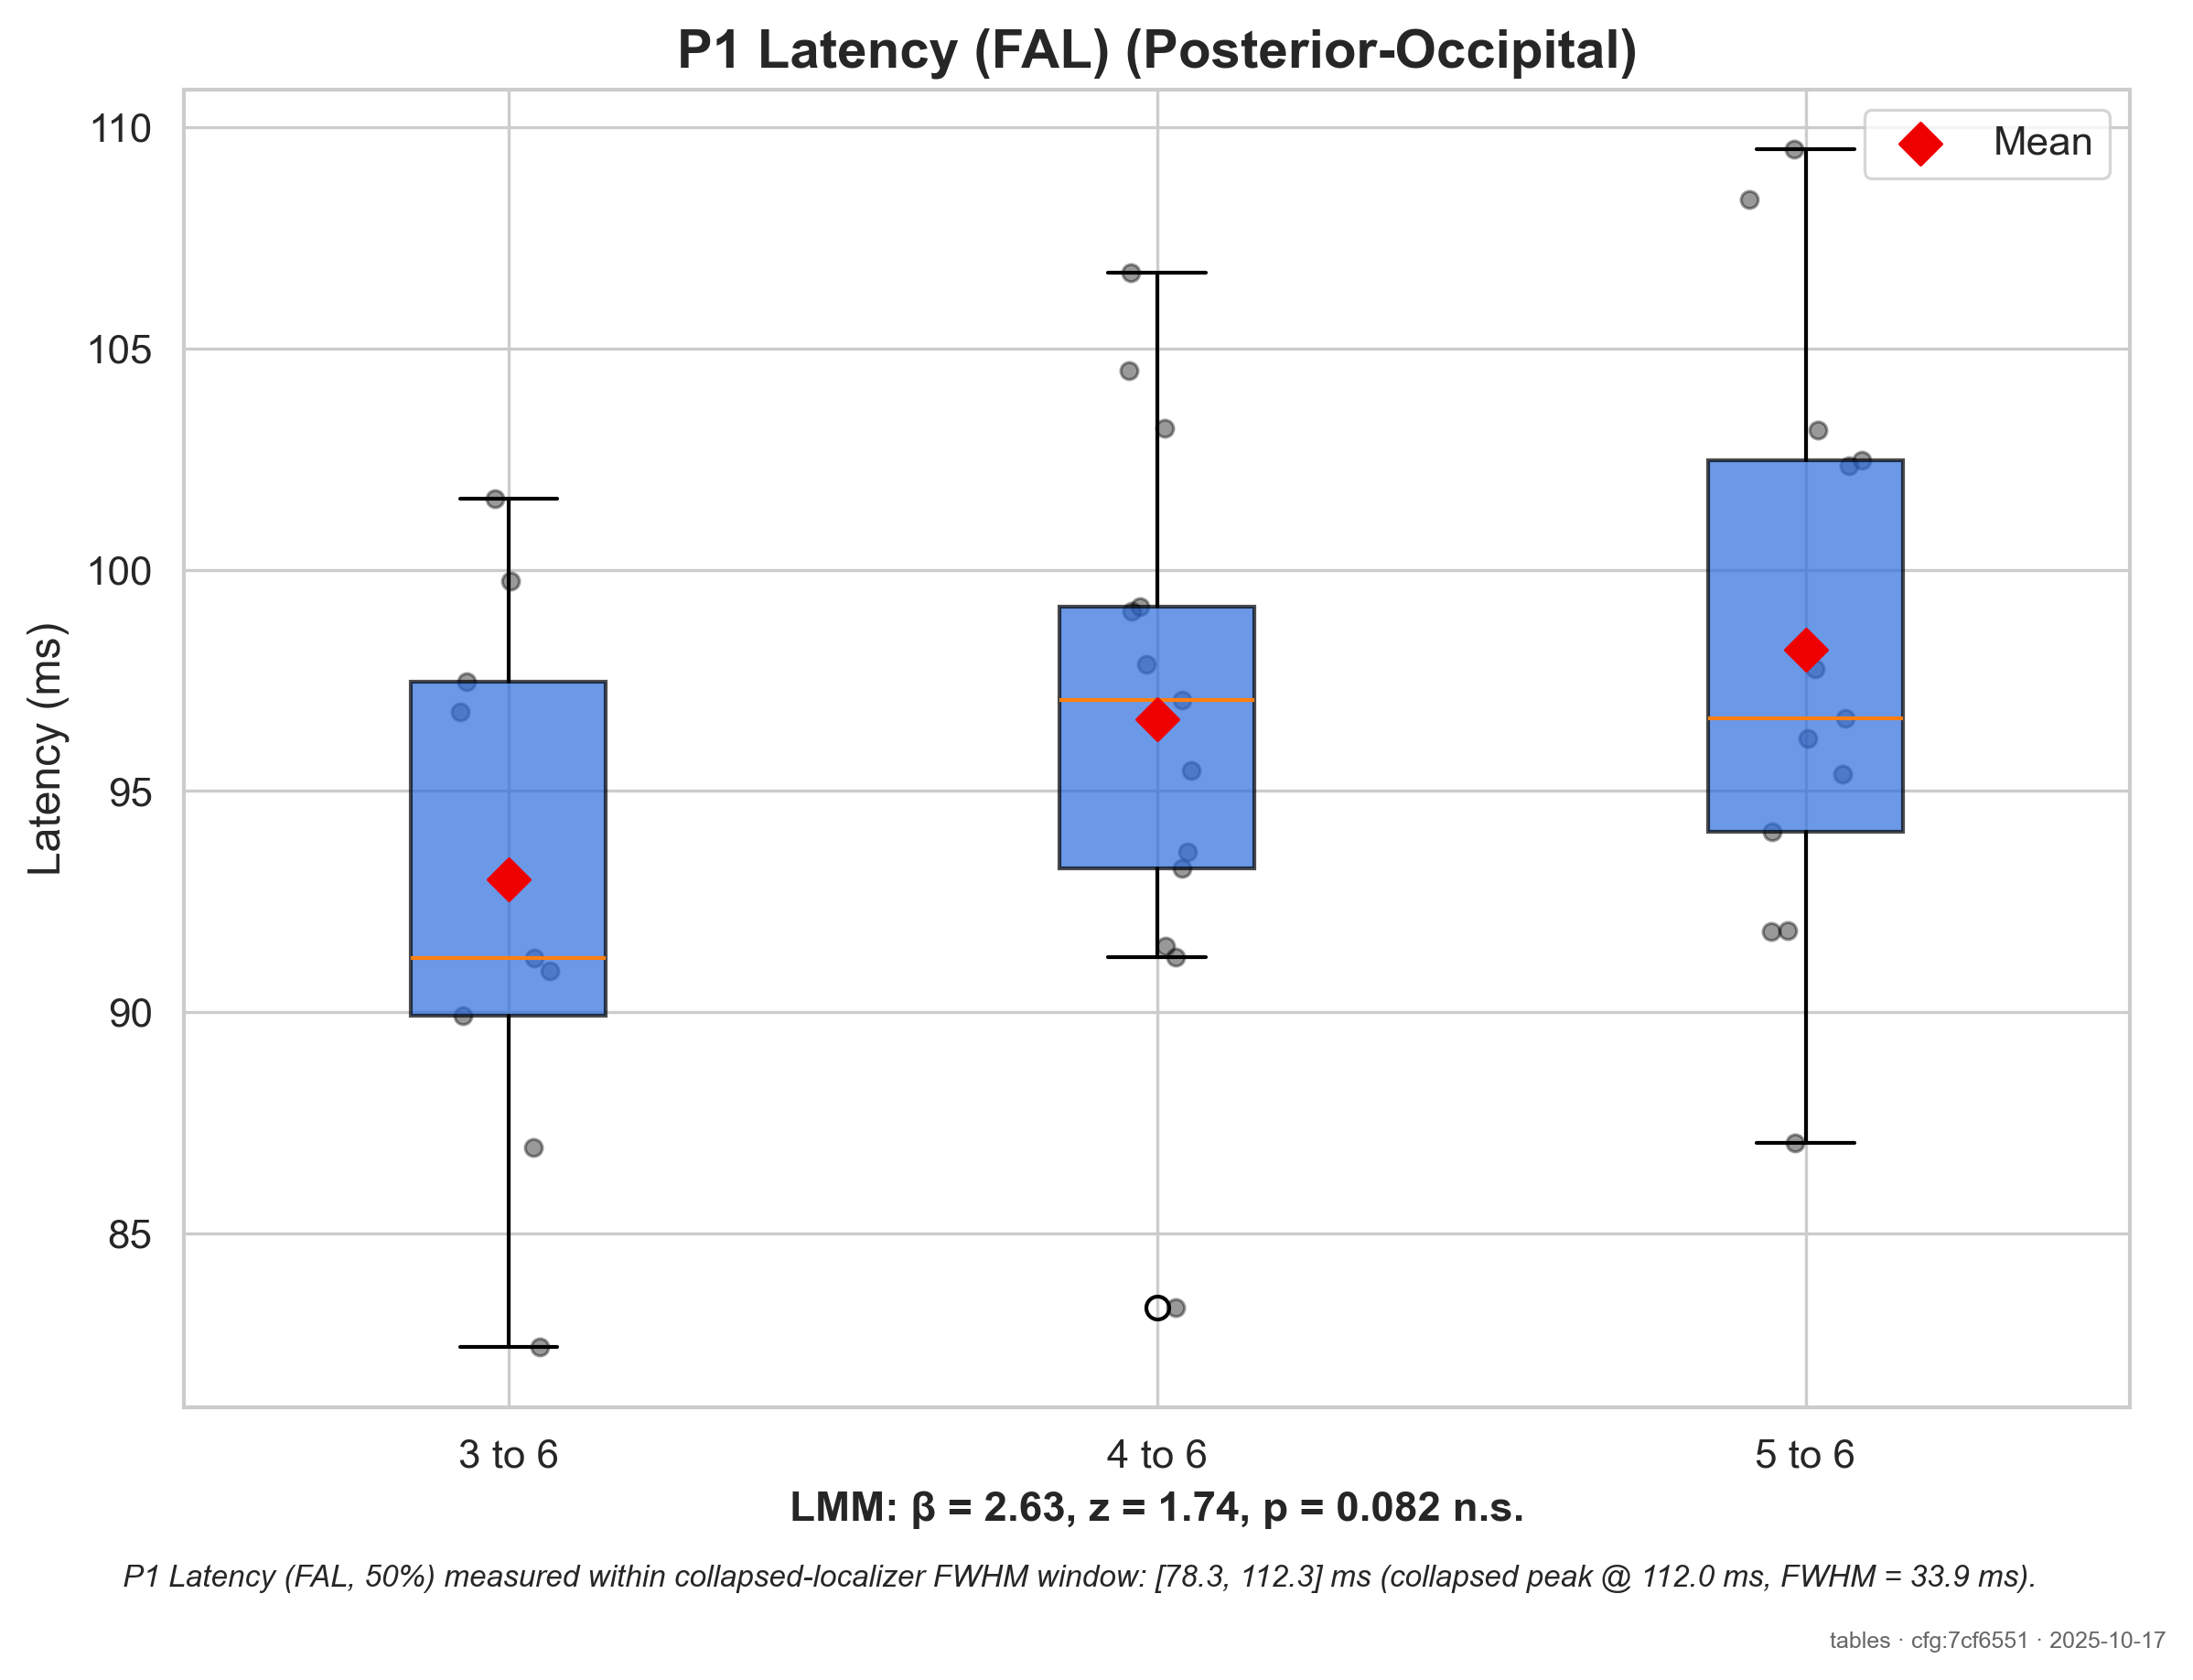 P1 Latency (FAL) (Posterior-Occipital)
Mean
110
105
100
95
90
85
Latency (ms)
3 to 6
4 to 6
5 to 6
LMM: β = 2.63, z = 1.74, p = 0.082 n.s.
P1 Latency (FAL, 50%) measured within collapsed-localizer FWHM window: [78.3, 112.3] ms (collapsed peak @ 112.0 ms, FWHM = 33.9 ms).
tables · cfg:7cf6551 · 2025-10-17